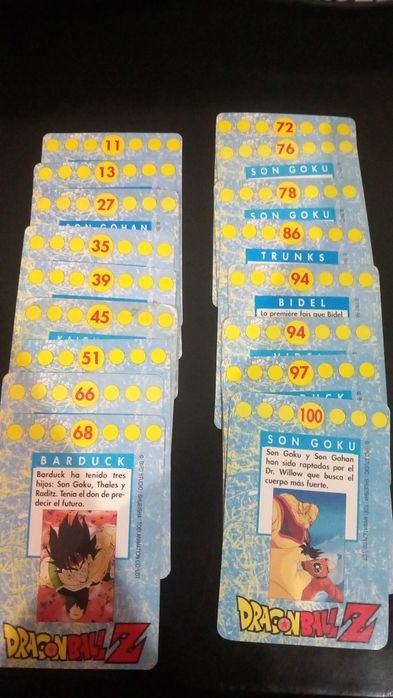 11
13
27
SON GOHAN
35
39
45
51
66
68
BARDUCK
Barduck ha tenido tres
hijos: Son Goku, Thales y
Raditz. Tenía el don de pre-
decir el futuro.
DRAGON BALL Z
72
76
SON GOKU
78
SON GOKU
86
TRUNKS
94
BIDEL
La première fois que Bidel
94
97
100
SON GOKU
Son Goku y Son Gohan
han sido raptados por el
Dr. Willow que busca el
cuerpo más fuerte.
DRAGON BALL Z